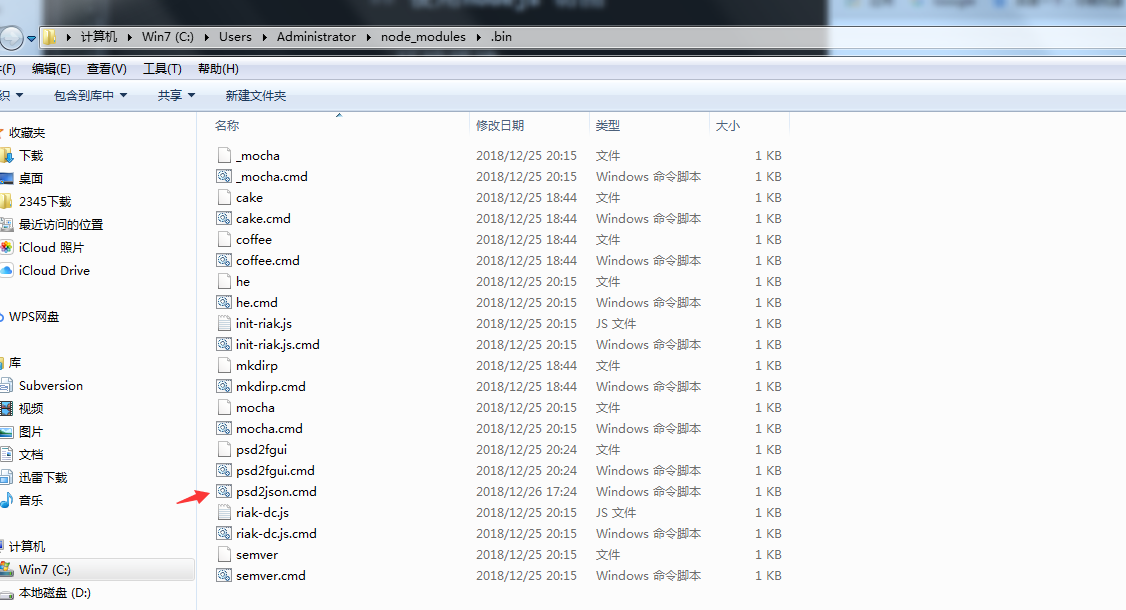 计算机 Win7 (C:) Users Administrator node_modules .bin
(F) 编辑(E) 查看(V) 工具(T) 帮助(H)
织 包含到库中 共享 新建文件夹
收藏夹
下载
桌面
2345下载
最近访问的位置
iCloud 照片
iCloud Drive
WPS网盘
库
Subversion
视频
图片
文档
迅雷下载
音乐
计算机
Win7 (C:)
本地磁盘 (D:)
名称 修改日期 类型 大小
_mocha 2018/12/25 20:15 文件 1 KB
_mocha.cmd 2018/12/25 20:15 Windows 命令脚本 1 KB
cake 2018/12/25 18:44 文件 1 KB
cake.cmd 2018/12/25 18:44 Windows 命令脚本 1 KB
coffee 2018/12/25 18:44 文件 1 KB
coffee.cmd 2018/12/25 18:44 Windows 命令脚本 1 KB
he 2018/12/25 20:15 文件 1 KB
he.cmd 2018/12/25 20:15 Windows 命令脚本 1 KB
init-riak.js 2018/12/25 20:15 JS 文件 1 KB
init-riak.js.cmd 2018/12/25 20:15 Windows 命令脚本 1 KB
mkdirp 2018/12/25 18:44 文件 1 KB
mkdirp.cmd 2018/12/25 18:44 Windows 命令脚本 1 KB
mocha 2018/12/25 20:15 文件 1 KB
mocha.cmd 2018/12/25 20:15 Windows 命令脚本 1 KB
psd2fgui 2018/12/25 20:24 文件 1 KB
psd2fgui.cmd 2018/12/25 20:24 Windows 命令脚本 1 KB
psd2json.cmd 2018/12/26 17:24 Windows 命令脚本 1 KB
riak-dc.js 2018/12/25 20:15 JS 文件 1 KB
riak-dc.js.cmd 2018/12/25 20:15 Windows 命令脚本 1 KB
semver 2018/12/25 20:15 文件 1 KB
semver.cmd 2018/12/25 20:15 Windows 命令脚本 1 KB